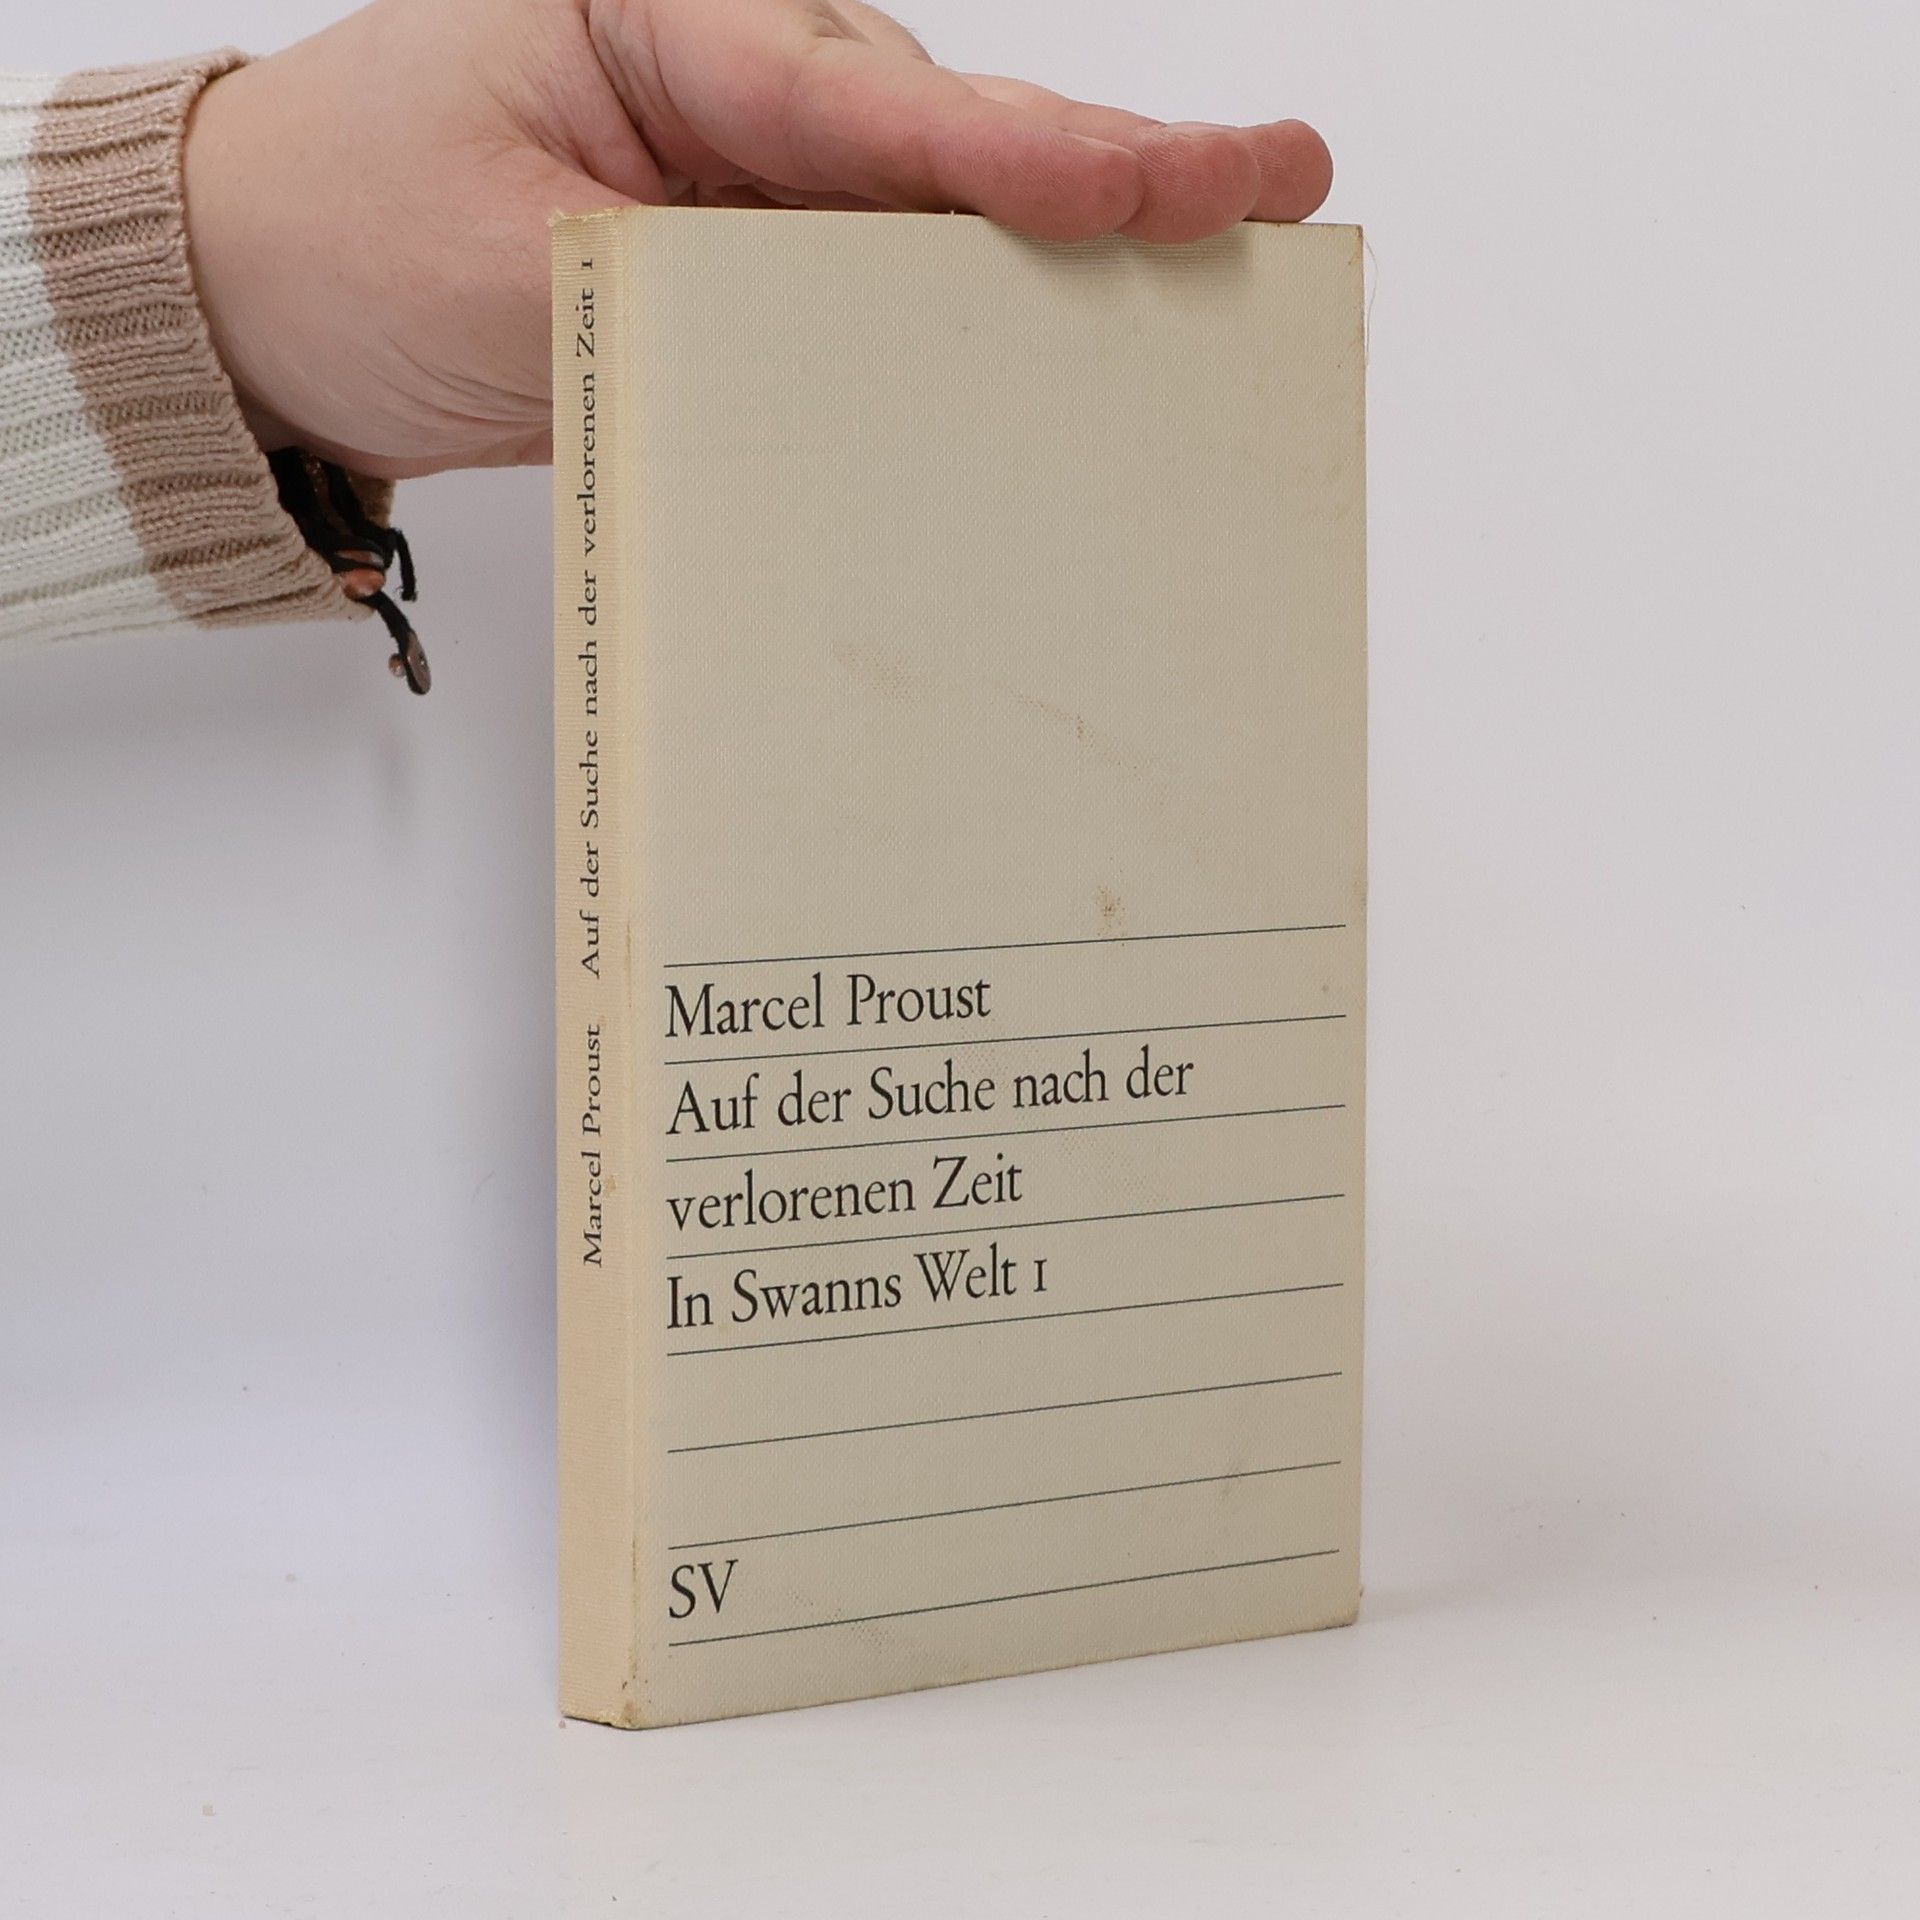 Marcel Proust Auf der Suche nach der verlorenen Zeit 1
Marcel Proust
Auf der Suche nach der
verlorenen Zeit
In Swanns Welt 1
SV